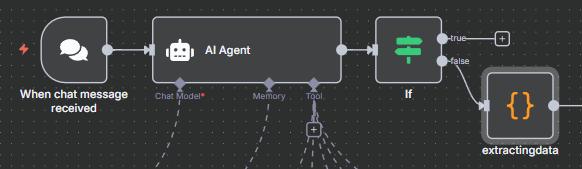 true
AI Agent
false
Chat Model*
Memory
Tool
When chat message
received
If
extractingdata